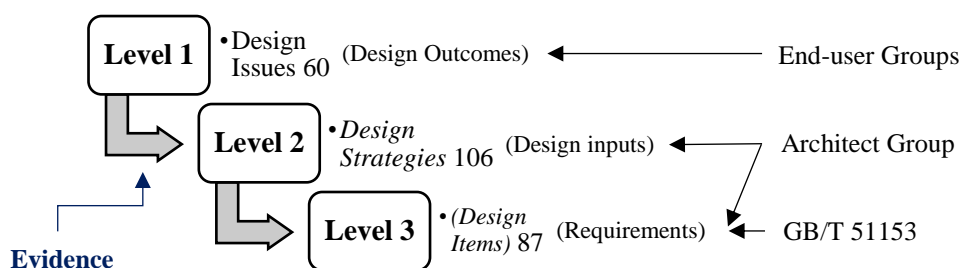 Level 1
•Design
Issues 60
(Design Outcomes)
End-user Groups
Level 2
•Design
Strategies 106
(Design inputs)
Architect Group
Level 3
•(Design
Items) 87
(Requirements)
GB/T 51153
Evidence